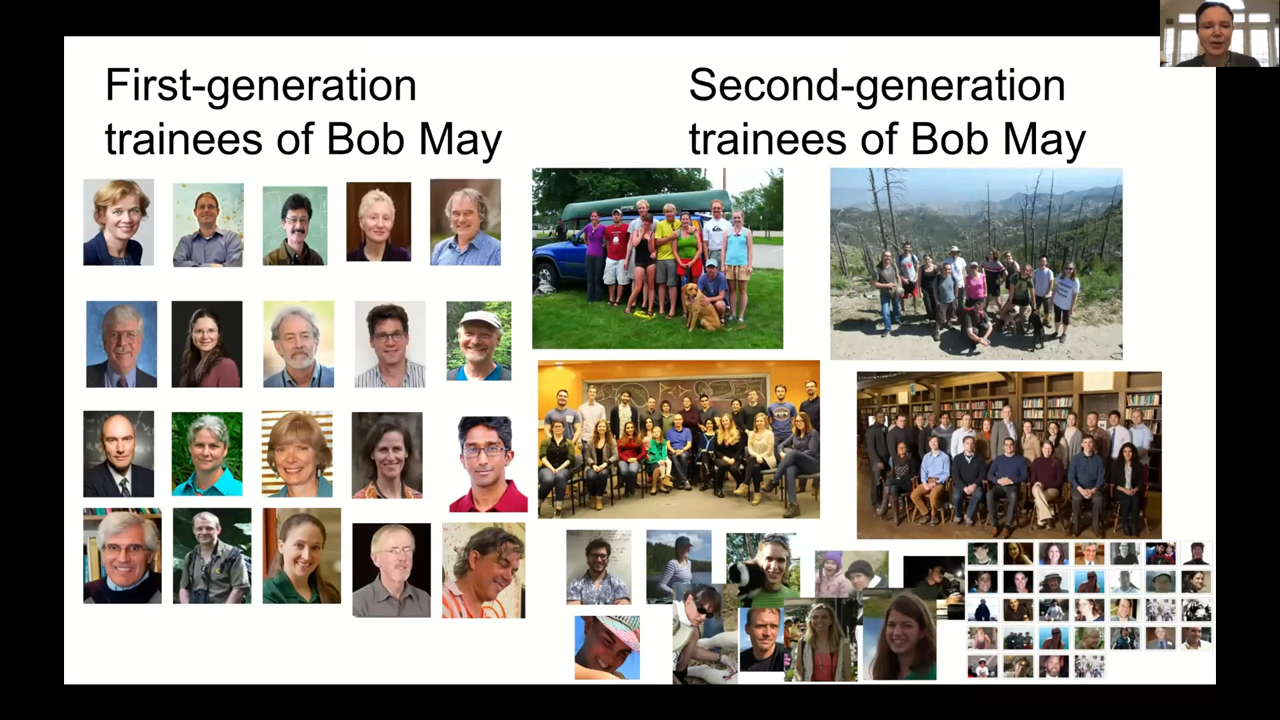 First-generation
trainees of Bob May
Second-generation
trainees of Bob May